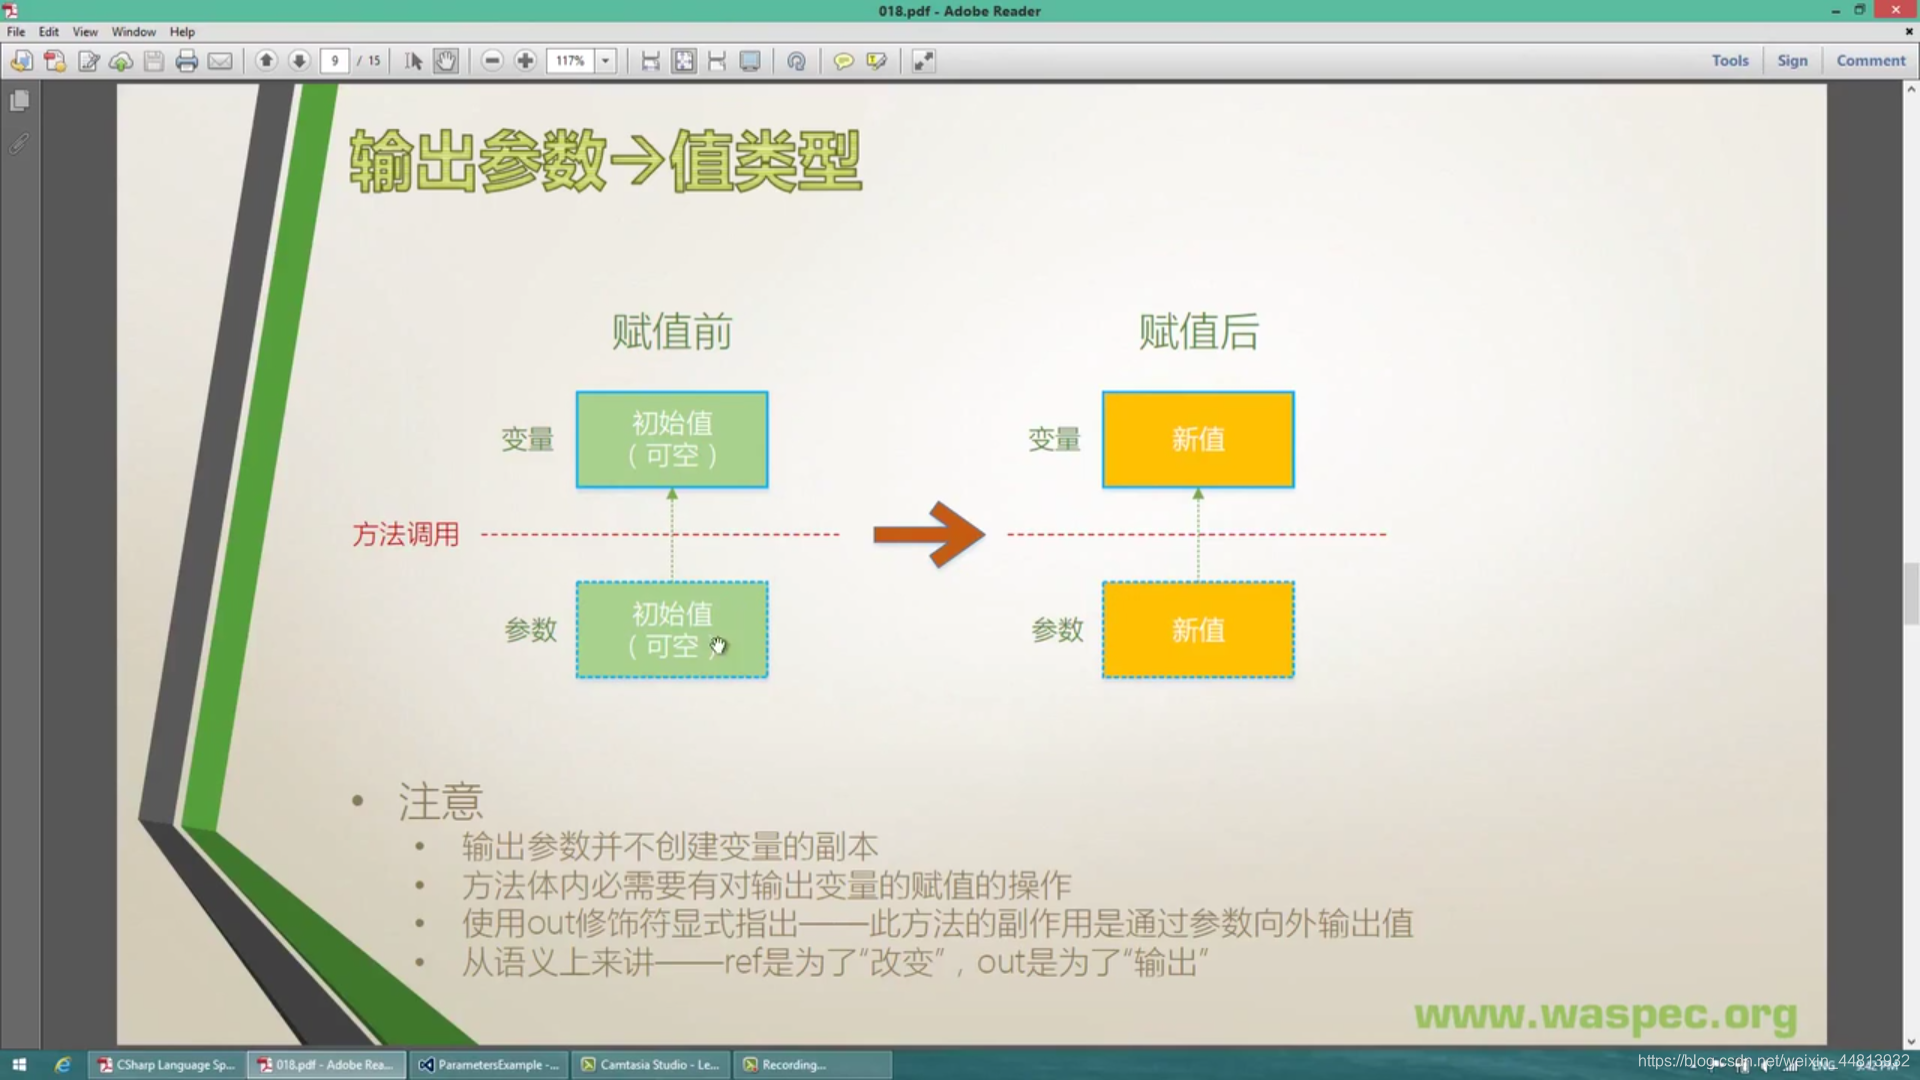 018.pdf - Adobe Reader
File Edit View Window Help
9 / 15 117% Tools Sign Comment
输出参数→值类型
赋值前 赋值后
变量 初始值 变量 新值
（可空）
方法调用
参数 初始值 参数 新值
（可空
• 注意
• 输出参数并不创建变量的副本
• 方法体内必需要有对输出变量的赋值的操作
• 使用out修饰符显式指出——此方法的副作用是通过参数向外输出值
• 从语义上来讲——ref是为了“改变”，out是为了“输出”
www.waspec.org
CSharp Language Sp... 018.pdf - Adobe Rea... ParametersExample -... Camtasia Studio - Le... Recording...
https://blog.csdn.net/weixin_44813932